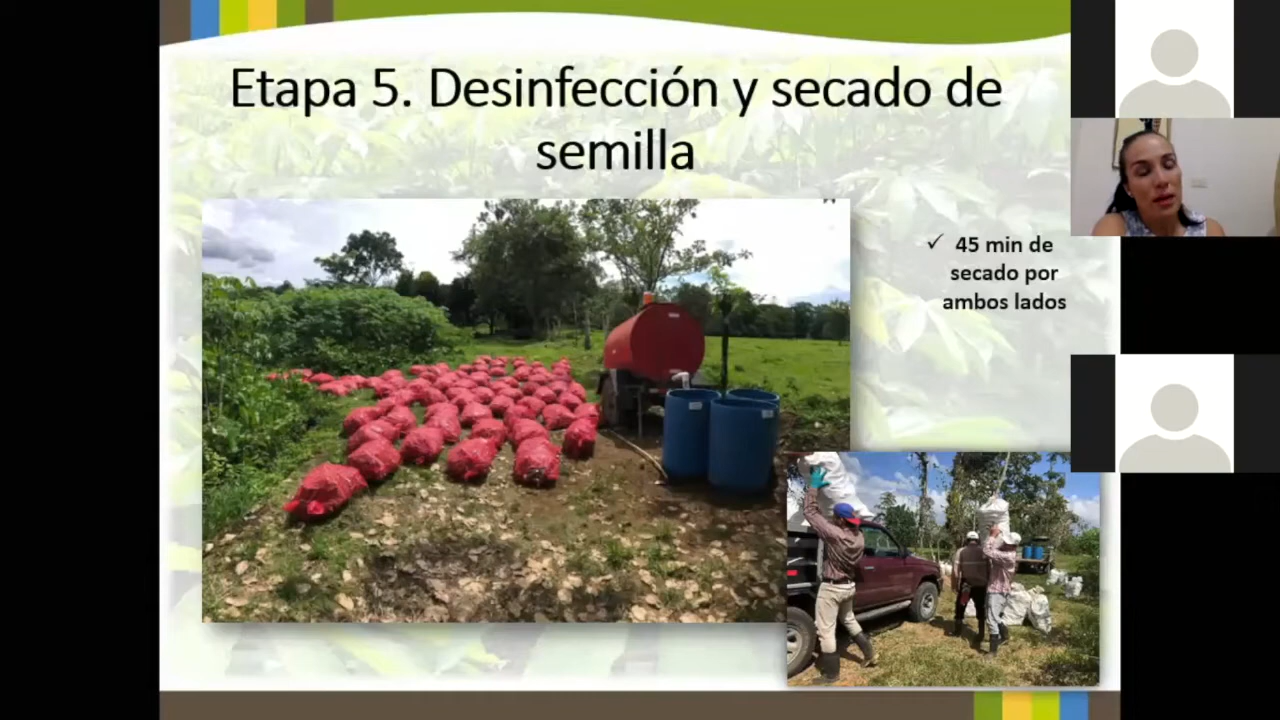 Etapa 5. Desinfección y secado de
semilla
✓ 45 min de
secado por
ambos lados